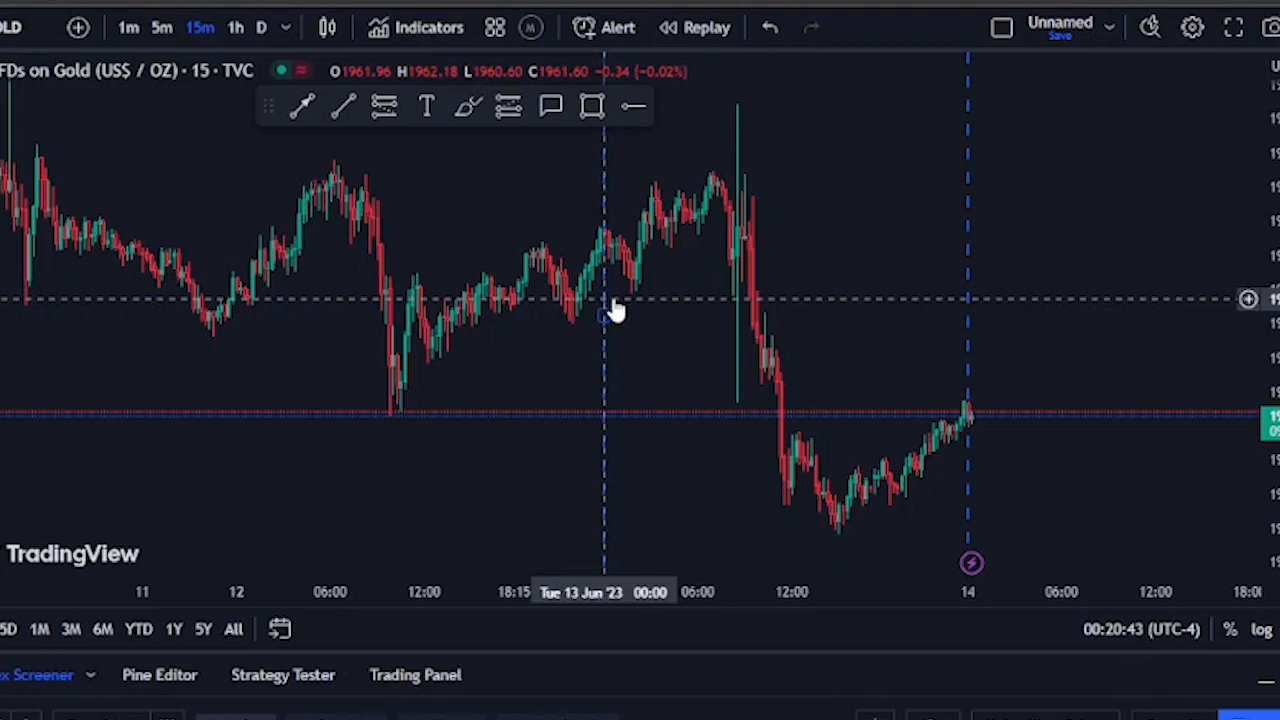 OLD 1m 5m 15m 1h D Indicators M Alert Replay Unnamed
Save
FDs on Gold (US$ / OZ) · 15 · TVC O1961.96 H1962.18 L1960.60 C1961.60 −0.34 (−0.02%)
T
TradingView
11 12 06:00 12:00 18:15 Tue 13 Jun '23 00:00 06:00 12:00 14 06:00 12:00 18:0
5D 1M 3M 6M YTD 1Y 5Y All 00:20:43 (UTC-4) % log
x Screener Pine Editor Strategy Tester Trading Panel